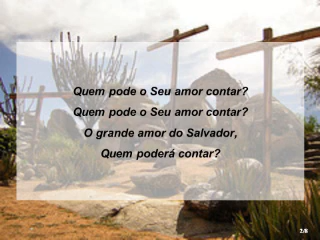 Quem pode o Seu amor contar?
Quem pode o Seu amor contar?
O grande amor do Salvador,
Quem poderá contar?
2/8